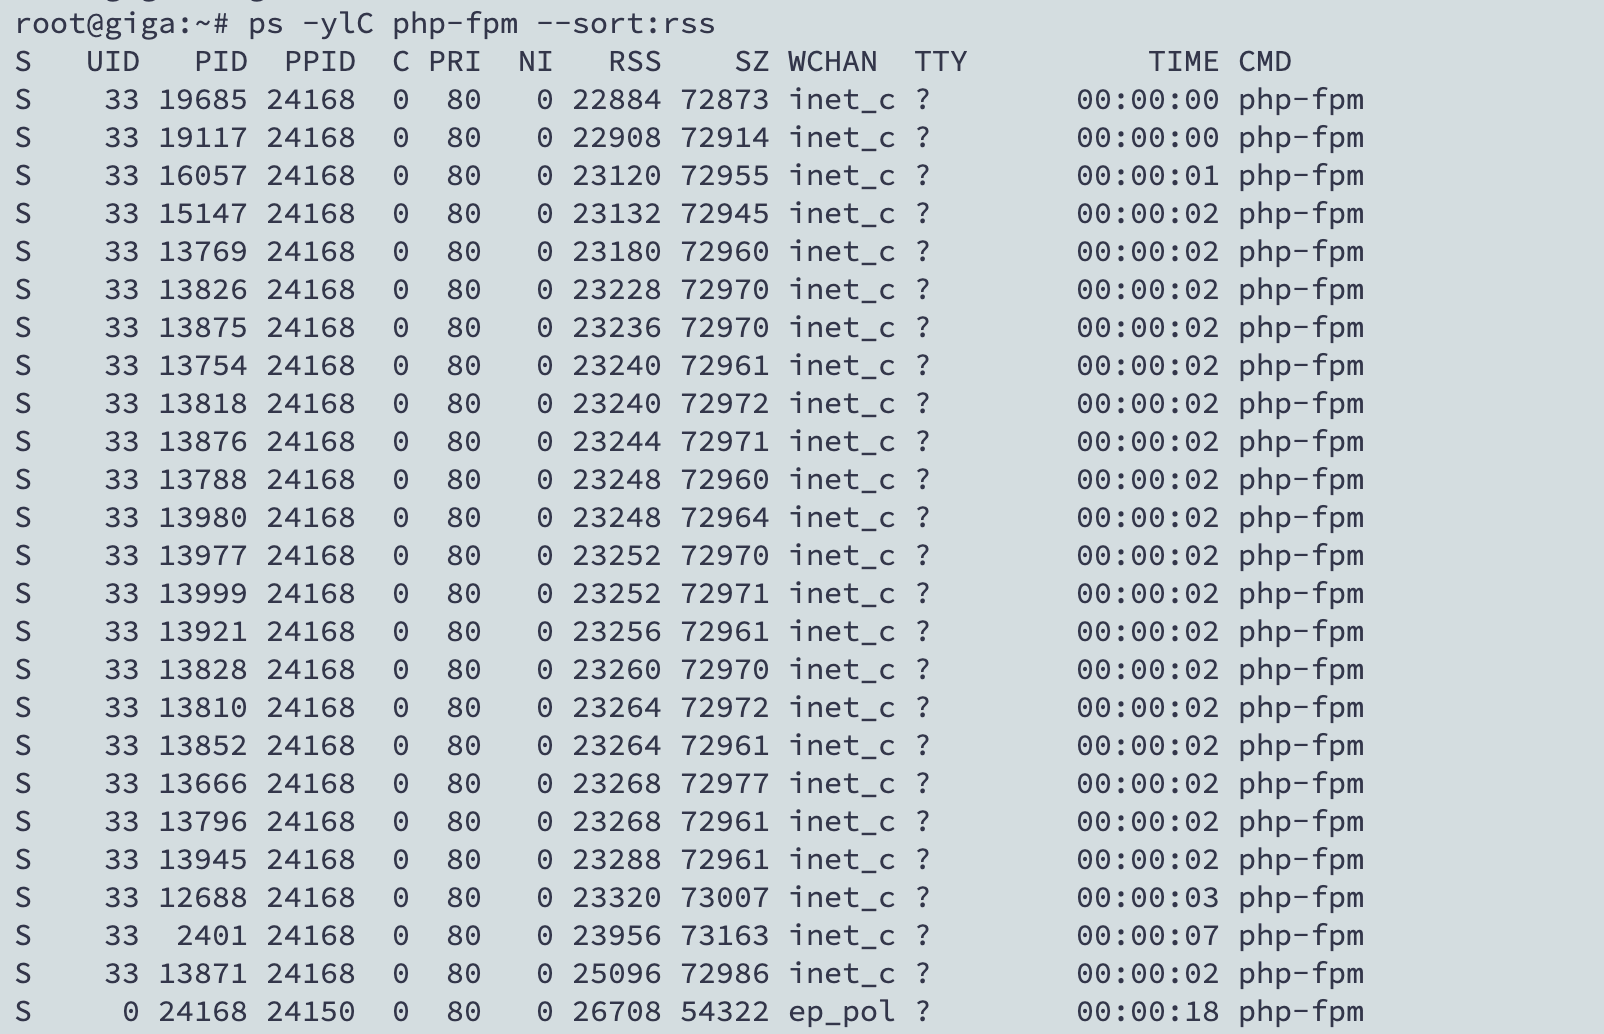 root@giga:~# ps -ylC php-fpm --sort:rss
S   UID   PID  PPID  C PRI  NI   RSS    SZ WCHAN  TTY          TIME CMD
S    33 19685 24168  0  80   0 22884 72873 inet_c ?        00:00:00 php-fpm
S    33 19117 24168  0  80   0 22908 72914 inet_c ?        00:00:00 php-fpm
S    33 16057 24168  0  80   0 23120 72955 inet_c ?        00:00:01 php-fpm
S    33 15147 24168  0  80   0 23132 72945 inet_c ?        00:00:02 php-fpm
S    33 13769 24168  0  80   0 23180 72960 inet_c ?        00:00:02 php-fpm
S    33 13826 24168  0  80   0 23228 72970 inet_c ?        00:00:02 php-fpm
S    33 13875 24168  0  80   0 23236 72970 inet_c ?        00:00:02 php-fpm
S    33 13754 24168  0  80   0 23240 72961 inet_c ?        00:00:02 php-fpm
S    33 13818 24168  0  80   0 23240 72972 inet_c ?        00:00:02 php-fpm
S    33 13876 24168  0  80   0 23244 72971 inet_c ?        00:00:02 php-fpm
S    33 13788 24168  0  80   0 23248 72960 inet_c ?        00:00:02 php-fpm
S    33 13980 24168  0  80   0 23248 72964 inet_c ?        00:00:02 php-fpm
S    33 13977 24168  0  80   0 23252 72970 inet_c ?        00:00:02 php-fpm
S    33 13999 24168  0  80   0 23252 72971 inet_c ?        00:00:02 php-fpm
S    33 13921 24168  0  80   0 23256 72961 inet_c ?        00:00:02 php-fpm
S    33 13828 24168  0  80   0 23260 72970 inet_c ?        00:00:02 php-fpm
S    33 13810 24168  0  80   0 23264 72972 inet_c ?        00:00:02 php-fpm
S    33 13852 24168  0  80   0 23264 72961 inet_c ?        00:00:02 php-fpm
S    33 13666 24168  0  80   0 23268 72977 inet_c ?        00:00:02 php-fpm
S    33 13796 24168  0  80   0 23268 72961 inet_c ?        00:00:02 php-fpm
S    33 13945 24168  0  80   0 23288 72961 inet_c ?        00:00:02 php-fpm
S    33 12688 24168  0  80   0 23320 73007 inet_c ?        00:00:03 php-fpm
S    33  2401 24168  0  80   0 23956 73163 inet_c ?        00:00:07 php-fpm
S    33 13871 24168  0  80   0 25096 72986 inet_c ?        00:00:02 php-fpm
S     0 24168 24150  0  80   0 26708 54322 ep_pol ?        00:00:18 php-fpm